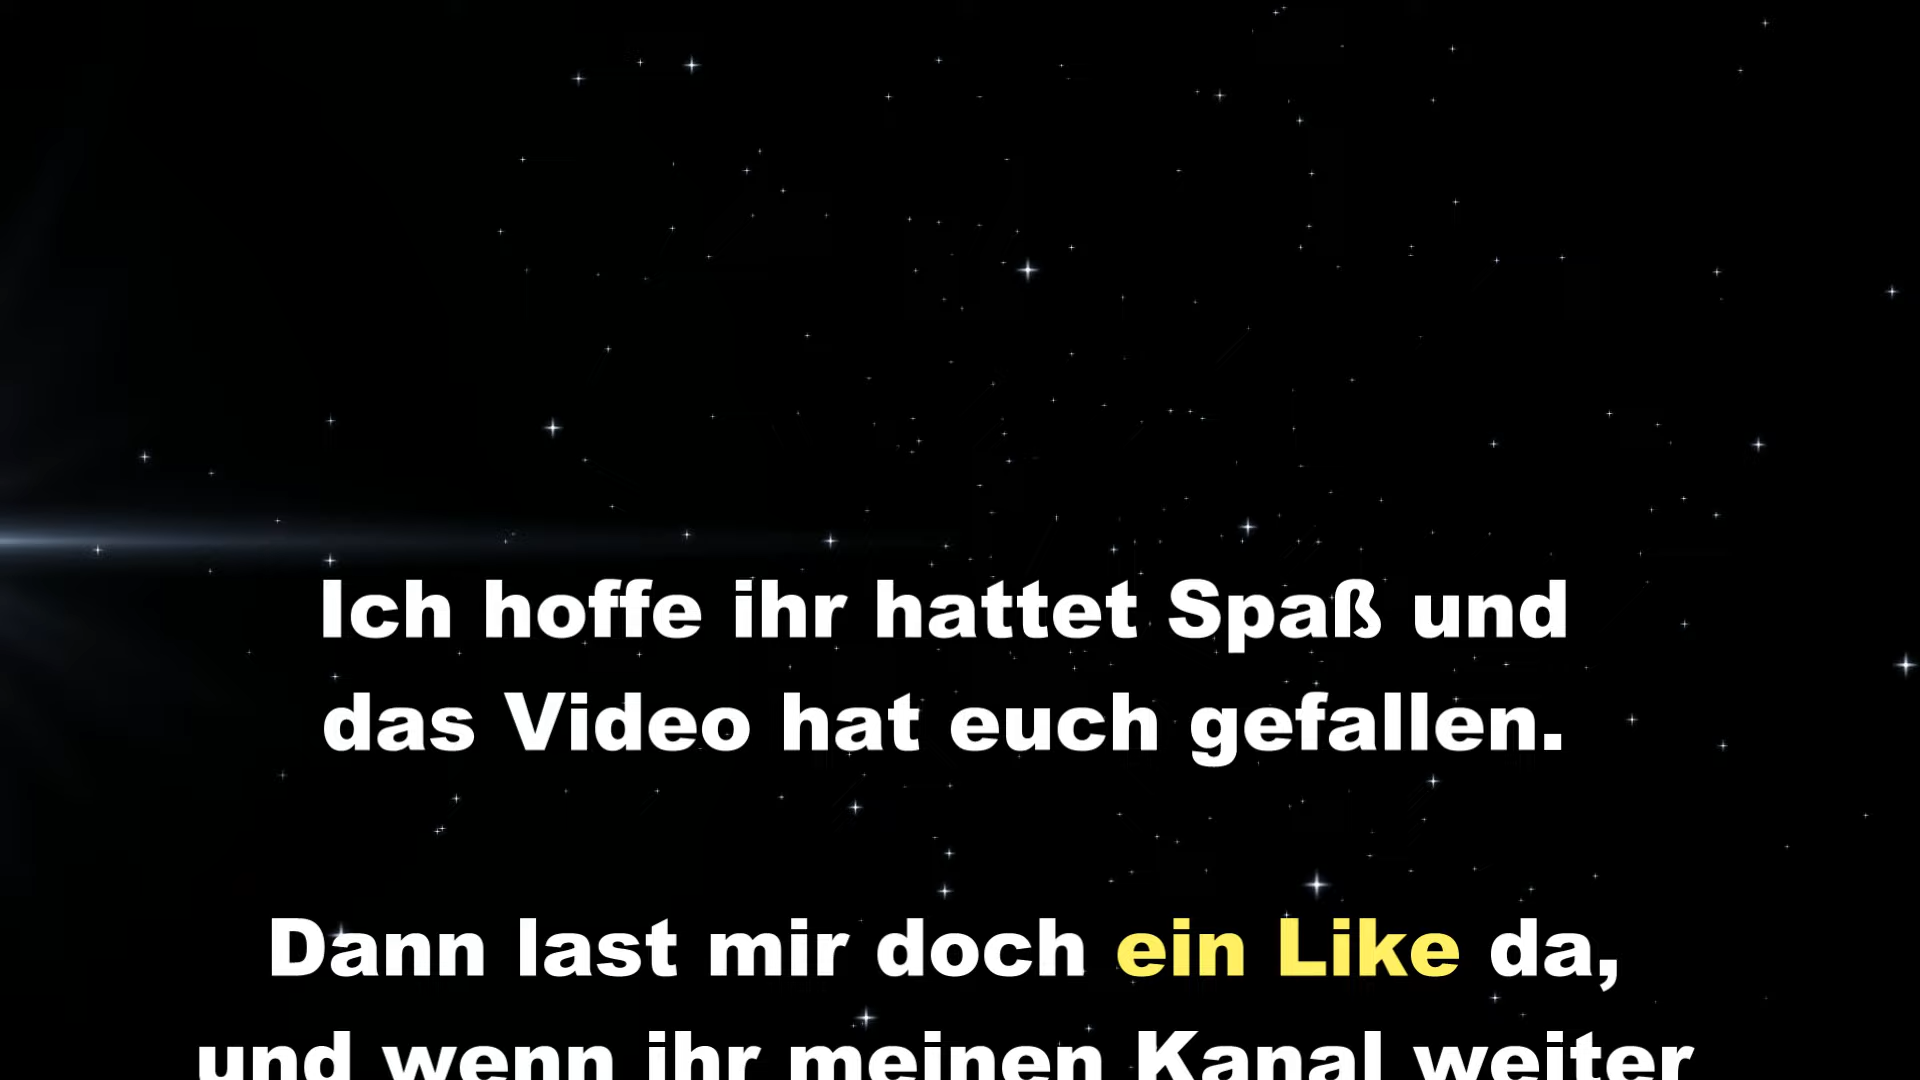 Ich hoffe ihr hattet Spaß und
das Video hat euch gefallen.
Dann last mir doch ein Like da,
und wenn ihr meinen Kanal weiter